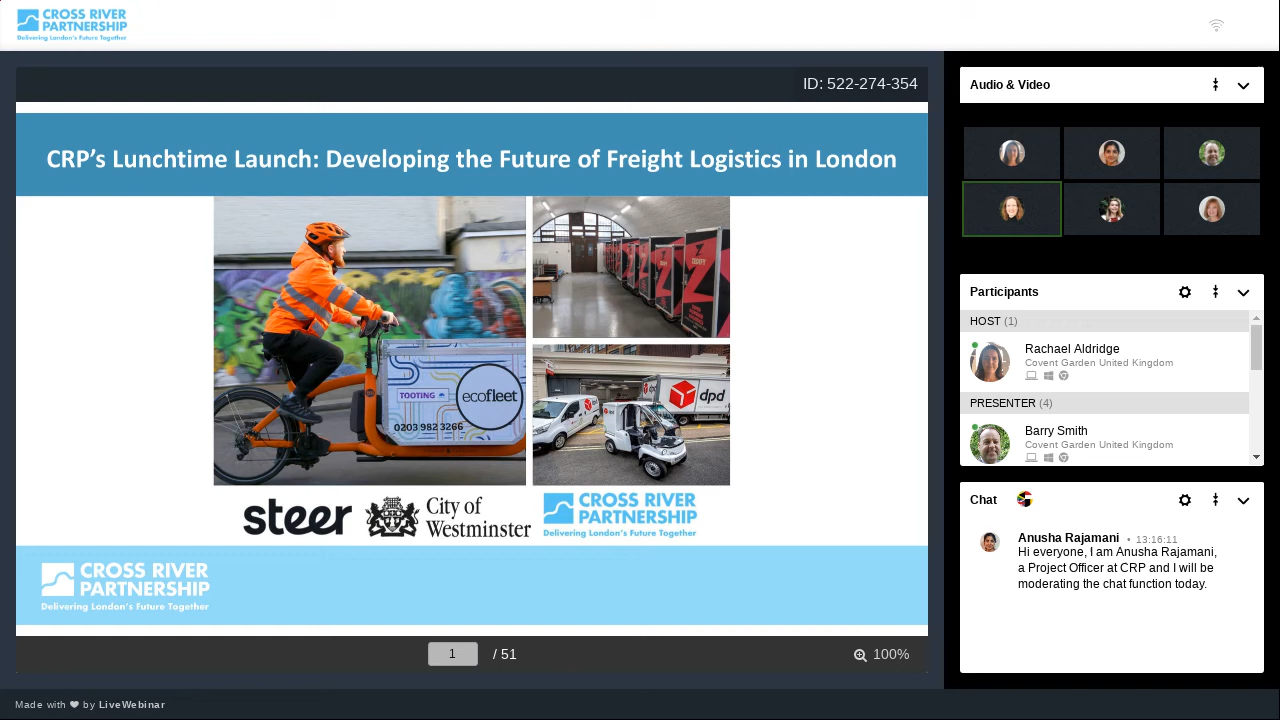 CROSS RIVER
PARTNERSHIP
Delivering London's Future Together
ID: 522-274-354
CRP's Lunchtime Launch: Developing the Future of Freight Logistics in London
TOOTING
ecofleet
0203 982 3266
ZEDIFY
dpd
steer
City of
Westminster
CROSS RIVER
PARTNERSHIP
Delivering London's Future Together
CROSS RIVER
PARTNERSHIP
Delivering London's Future Together
1 / 51
100%
Audio & Video
Participants
HOST (1)
Rachael Aldridge
Covent Garden United Kingdom
PRESENTER (4)
Barry Smith
Covent Garden United Kingdom
Chat
Anusha Rajamani • 13:16:11
Hi everyone, I am Anusha Rajamani,
a Project Officer at CRP and I will be
moderating the chat function today.
Made with ❤ by LiveWebinar